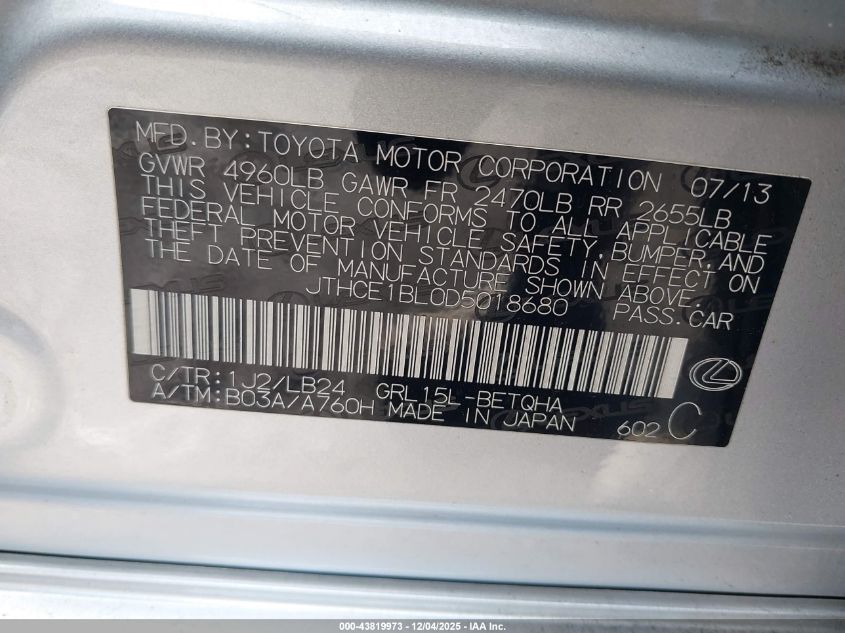 MFD. BY: TOYOTA MOTOR CORPORATION 07/13
GVWR 4960LB GAWR FR 2470LB RR 2655LB
THIS VEHICLE CONFORMS TO ALL APPLICABLE
FEDERAL MOTOR VEHICLE SAFETY, BUMPER, AND
THEFT PREVENTION STANDARDS IN EFFECT ON
THE DATE OF MANUFACTURE SHOWN ABOVE.
JTHCE1BL0D5018680 PASS. CAR
C/TR: 1J2/LB24 GRL15L-BETQHA
A/TM: B03A/A760H MADE IN JAPAN 602 C
000-43819973 - 12/04/2025 - IAA Inc.